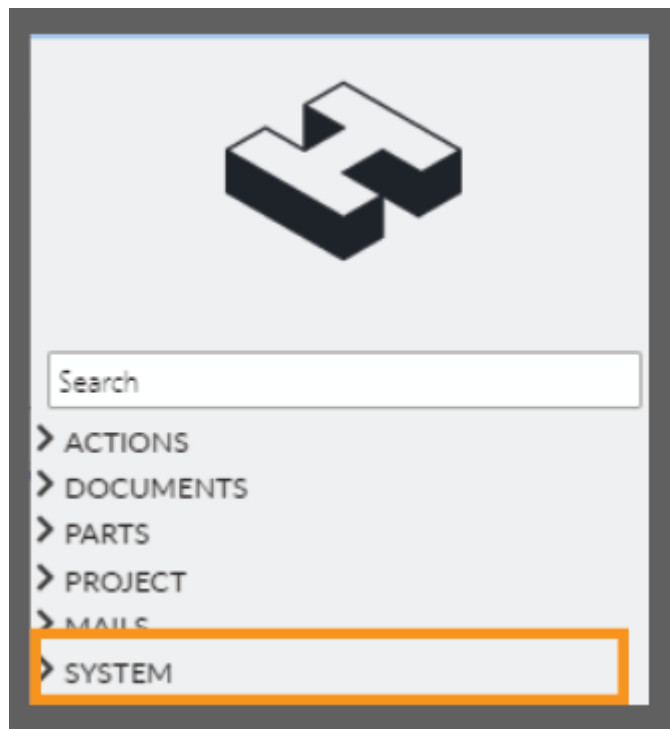 Search
ACTIONS
DOCUMENTS
PARTS
PROJECT
MAILS
SYSTEM